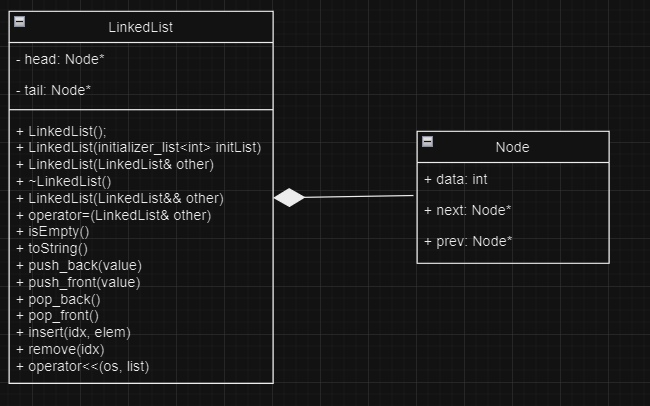 LinkedList
- head: Node*
- tail: Node*
+ LinkedList();
+ LinkedList(initializer_list<int> initList)
+ LinkedList(LinkedList& other)
+ ~LinkedList()
+ LinkedList(LinkedList&& other)
+ operator=(LinkedList& other)
+ isEmpty()
+ toString()
+ push_back(value)
+ push_front(value)
+ pop_back()
+ pop_front()
+ insert(idx, elem)
+ remove(idx)
+ operator<<(os, list)
Node
+ data: int
+ next: Node*
+ prev: Node*